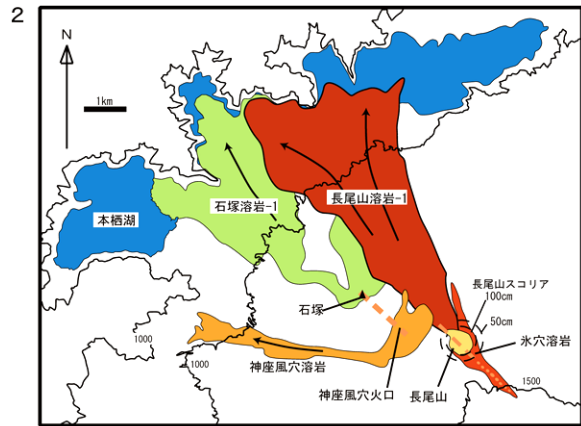 2
N
1km
本栖湖
石塚溶岩-1
長尾山溶岩-1
長尾山スコリア
100cm
50cm
石塚
氷穴溶岩
1000
1000
神座風穴溶岩
神座風穴火口
長尾山
1500